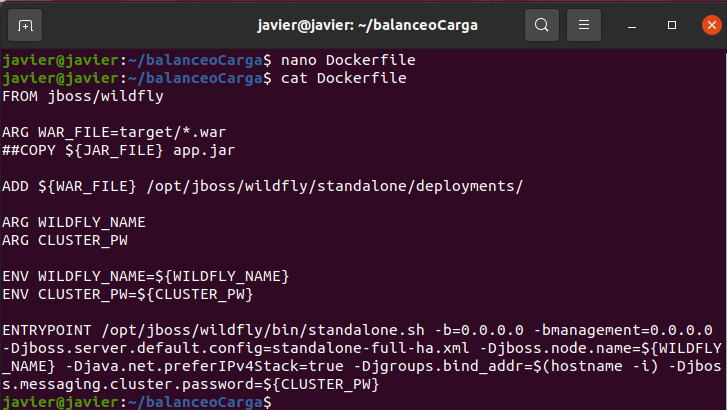 javier@javier: ~/balanceoCarga
javier@javier:~/balanceoCarga$ nano Dockerfile
javier@javier:~/balanceoCarga$ cat Dockerfile
FROM jboss/wildfly
ARG WAR_FILE=target/*.war
##COPY ${JAR_FILE} app.jar
ADD ${WAR_FILE} /opt/jboss/wildfly/standalone/deployments/
ARG WILDFLY_NAME
ARG CLUSTER_PW
ENV WILDFLY_NAME=${WILDFLY_NAME}
ENV CLUSTER_PW=${CLUSTER_PW}
ENTRYPOINT /opt/jboss/wildfly/bin/standalone.sh -b=0.0.0.0 -bmanagement=0.0.0.0
-Djboss.server.default.config=standalone-full-ha.xml -Djboss.node.name=${WILDFLY
_NAME} -Djava.net.preferIPv4Stack=true -Djgroups.bind_addr=$(hostname -i) -Djbos
s.messaging.cluster.password=${CLUSTER_PW}
javier@javier:~/balanceoCarga$